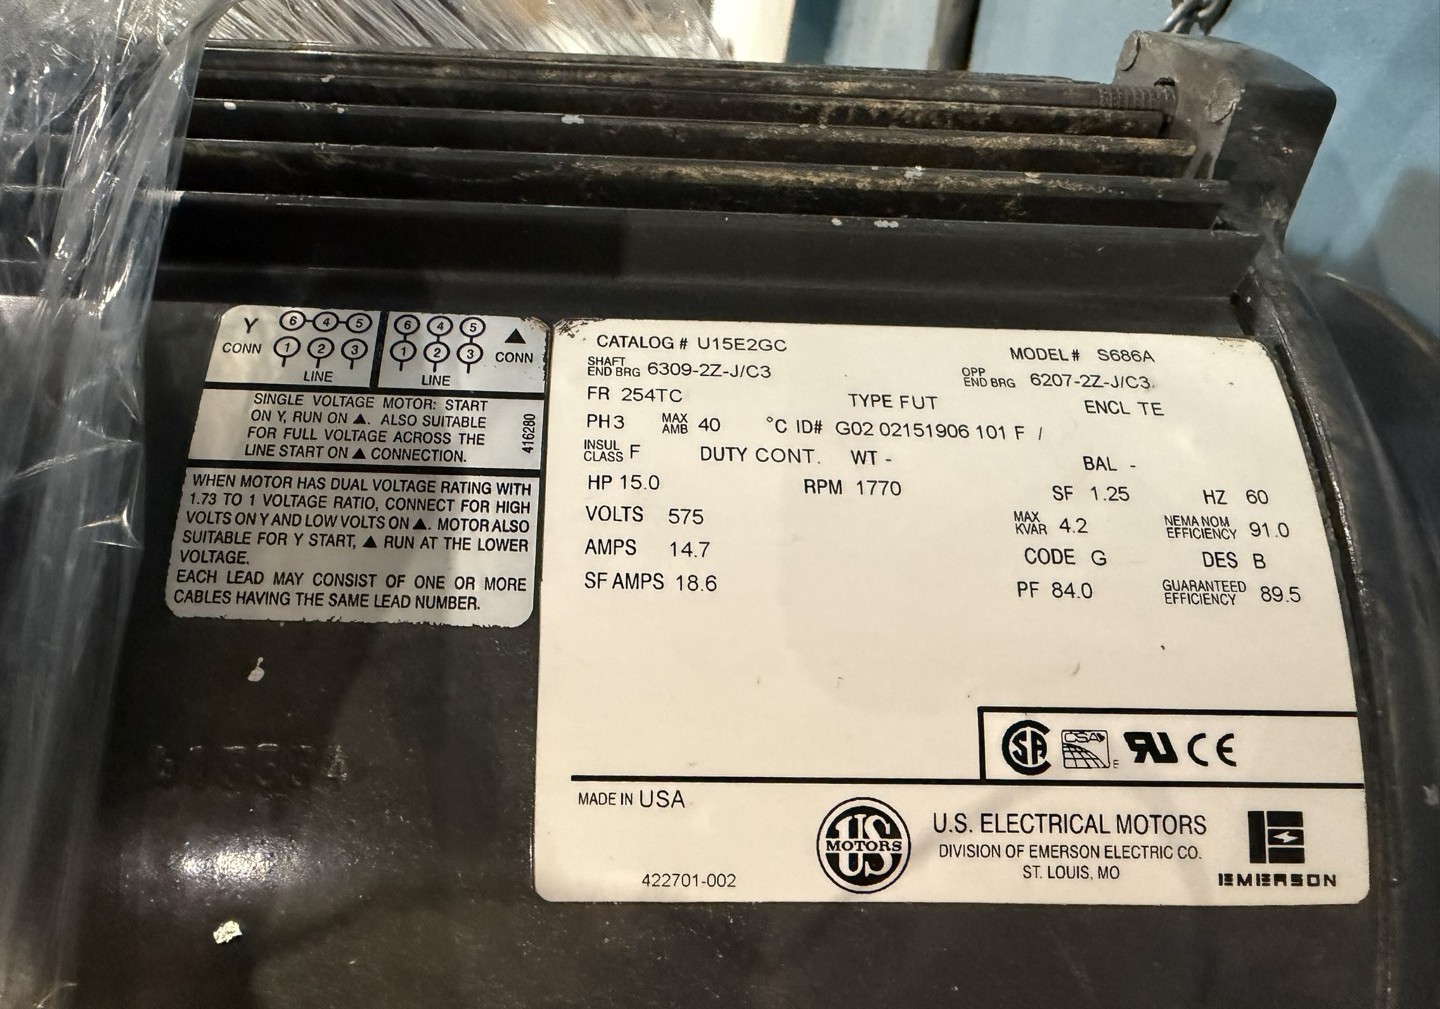 Y
CONN
6 4 5
1 2 3
LINE
6 4 5
1 2 3
LINE
▲
CONN
SINGLE VOLTAGE MOTOR: START
ON Y, RUN ON ▲. ALSO SUITABLE
FOR FULL VOLTAGE ACROSS THE
LINE START ON ▲ CONNECTION.
416280
WHEN MOTOR HAS DUAL VOLTAGE RATING WITH
1.73 TO 1 VOLTAGE RATIO, CONNECT FOR HIGH
VOLTS ON Y AND LOW VOLTS ON ▲. MOTOR ALSO
SUITABLE FOR Y START, ▲ RUN AT THE LOWER
VOLTAGE.
EACH LEAD MAY CONSIST OF ONE OR MORE
CABLES HAVING THE SAME LEAD NUMBER.
CATALOG # U15E2GC MODEL # S686A
SHAFT END BRG 6309-2Z-J/C3 OPP END BRG 6207-2Z-J/C3
FR 254TC TYPE FUT ENCL TE
PH 3 MAX AMB 40 °C ID# G02 02151906 101 F /
INSUL CLASS F DUTY CONT. WT - BAL -
HP 15.0 RPM 1770 SF 1.25 HZ 60
VOLTS 575 MAX KVAR 4.2 NEMA NOM EFFICIENCY 91.0
AMPS 14.7 CODE G DES B
SF AMPS 18.6 PF 84.0 GUARANTEED EFFICIENCY 89.5
SA CSA E RU CE
MADE IN USA
US MOTORS
U.S. ELECTRICAL MOTORS
DIVISION OF EMERSON ELECTRIC CO.
ST. LOUIS, MO
EMERSON
422701-002